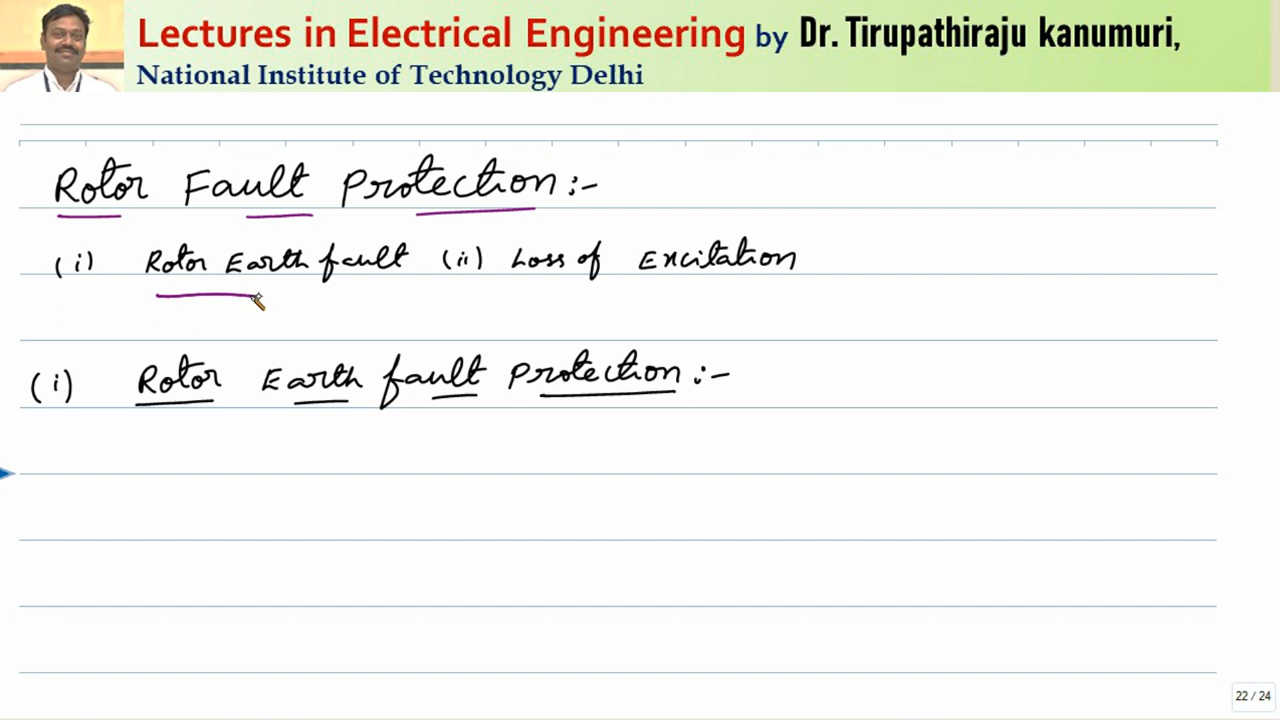 Lectures in Electrical Engineering by Dr. Tirupathiraju kanumuri,
National Institute of Technology Delhi
Rotor Fault Protection :-
(i) Rotor Earth fault (ii) Loss of Excitation
(i) Rotor Earth fault Protection :-
22 / 24